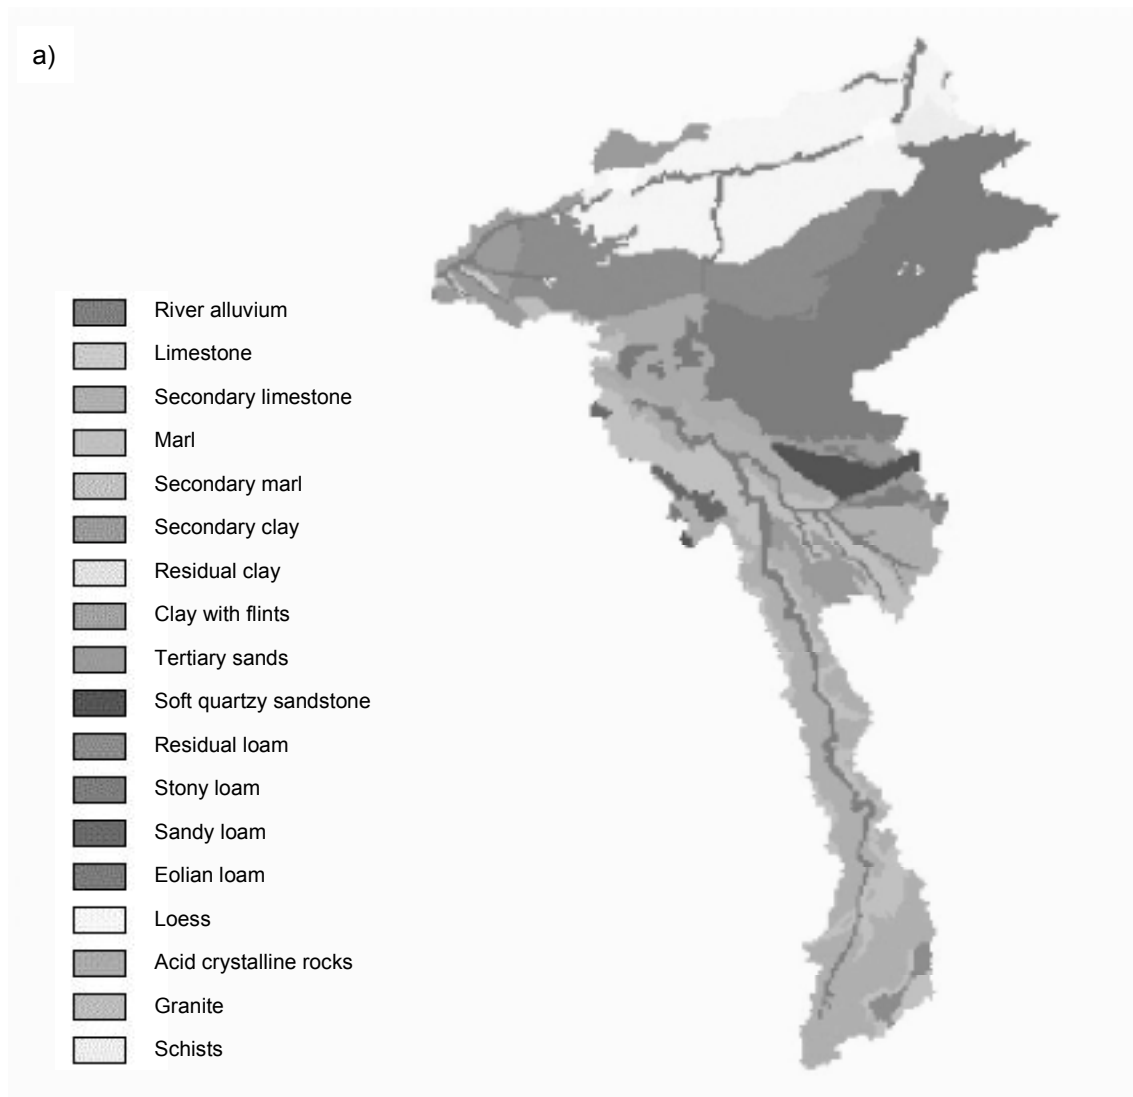 a)
River alluvium
Limestone
Secondary limestone
Marl
Secondary marl
Secondary clay
Residual clay
Clay with flints
Tertiary sands
Soft quartzy sandstone
Residual loam
Stony loam
Sandy loam
Eolian loam
Loess
Acid crystalline rocks
Granite
Schists